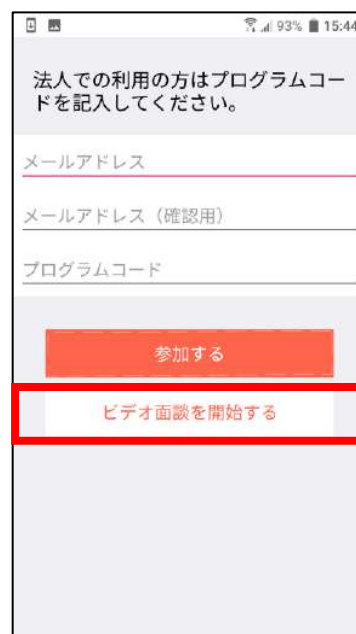 93% 15:44
法人での利用の方はプログラムコー
ドを記入してください。
メールアドレス
メールアドレス（確認用）
プログラムコード
参加する
ビデオ面談を開始する